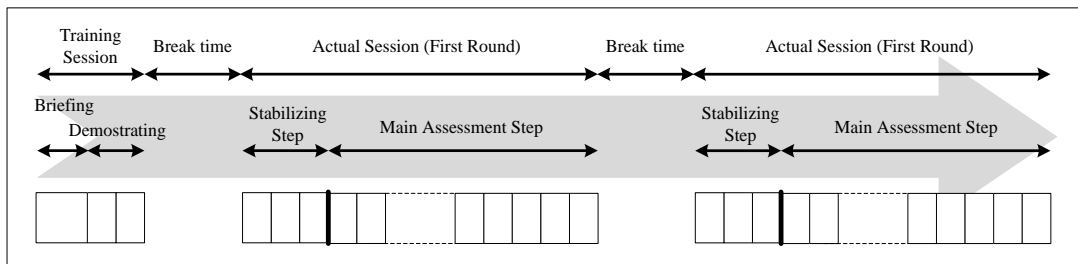 Training
Session
Break time
Actual Session (First Round)
Break time
Actual Session (First Round)
Briefing
Demostrating
Stabilizing
Step
Main Assessment Step
Stabilizing
Step
Main Assessment Step